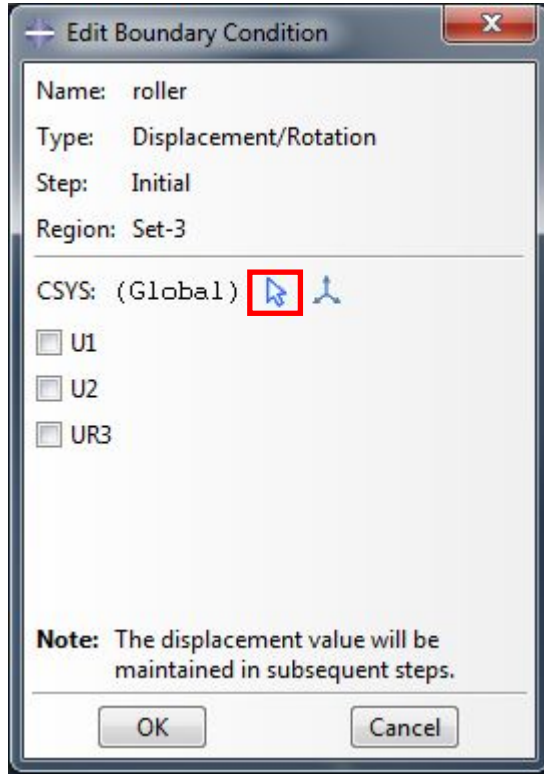 Edit Boundary Condition
Name: roller
Type: Displacement/Rotation
Step: Initial
Region: Set-3
CSYS: (Global)
U1
U2
UR3
Note: The displacement value will be
maintained in subsequent steps.
OK Cancel